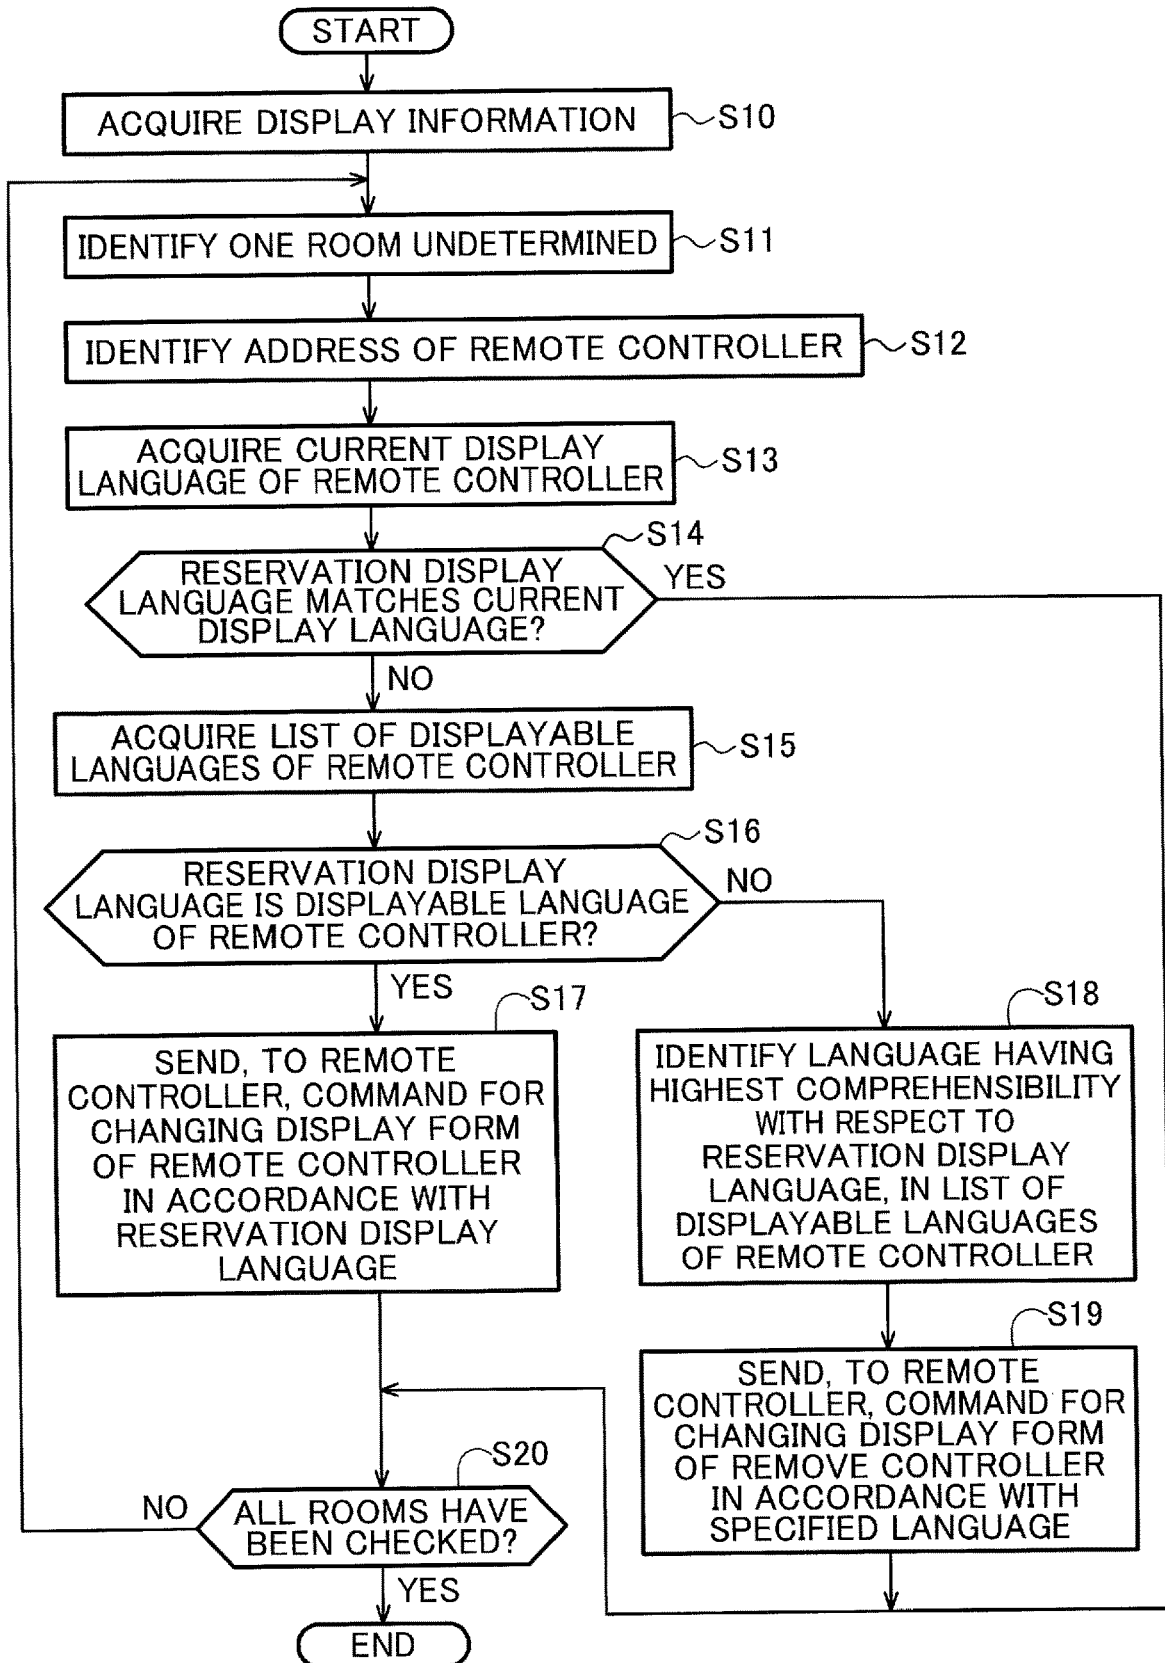 START
ACQUIRE DISPLAY INFORMATION
S10
IDENTIFY ONE ROOM UNDETERMINED
S11
IDENTIFY ADDRESS OF REMOTE CONTROLLER
S12
ACQUIRE CURRENT DISPLAY
LANGUAGE OF REMOTE CONTROLLER
S13
S14
RESERVATION DISPLAY
LANGUAGE MATCHES CURRENT
DISPLAY LANGUAGE?
YES
NO
ACQUIRE LIST OF DISPLAYABLE
LANGUAGES OF REMOTE CONTROLLER
S15
S16
RESERVATION DISPLAY
LANGUAGE IS DISPLAYABLE LANGUAGE
OF REMOTE CONTROLLER?
NO
YES
S17
SEND, TO REMOTE
CONTROLLER, COMMAND FOR
CHANGING DISPLAY FORM
OF REMOTE CONTROLLER
IN ACCORDANCE WITH
RESERVATION DISPLAY
LANGUAGE
S18
IDENTIFY LANGUAGE HAVING
HIGHEST COMPREHENSIBILITY
WITH RESPECT TO
RESERVATION DISPLAY
LANGUAGE, IN LIST OF
DISPLAYABLE LANGUAGES
OF REMOTE CONTROLLER
S19
SEND, TO REMOTE
CONTROLLER, COMMAND FOR
CHANGING DISPLAY FORM
OF REMOVE CONTROLLER
IN ACCORDANCE WITH
SPECIFIED LANGUAGE
S20
ALL ROOMS HAVE
BEEN CHECKED?
NO
YES
END